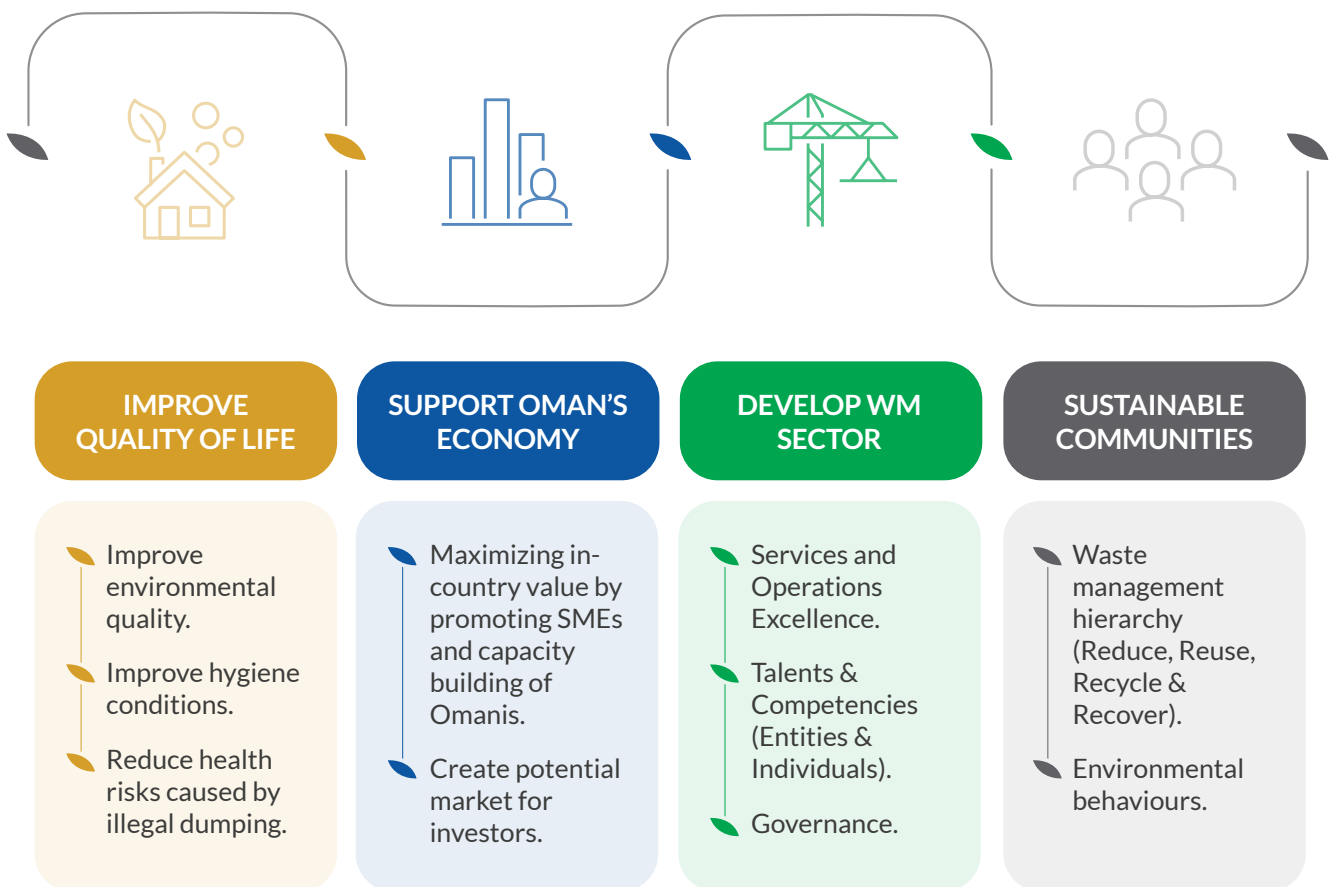 IMPROVE
QUALITY OF LIFE
Improve
environmental
quality.
Improve hygiene
conditions.
Reduce health
risks caused by
illegal dumping.
SUPPORT OMAN’S
ECONOMY
Maximizing in-
country value by
promoting SMEs
and capacity
building of
Omanis.
Create potential
market for
investors.
DEVELOP WM
SECTOR
Services and
Operations
Excellence.
Talents &
Competencies
(Entities &
Individuals).
Governance.
SUSTAINABLE
COMMUNITIES
Waste
management
hierarchy
(Reduce, Reuse,
Recycle &
Recover).
Environmental
behaviours.